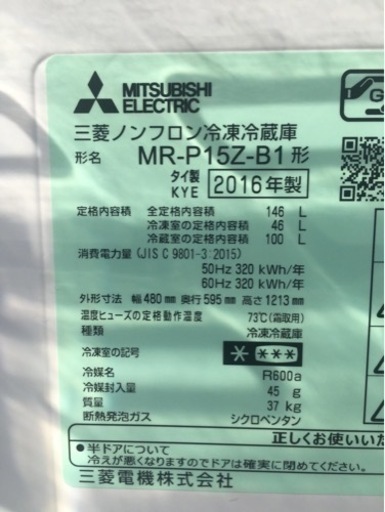 MITSUBISHI
ELECTRIC
G
三菱ノンフロン冷凍冷蔵庫
形名 MR-P15Z-B1形
タイ製 KYE 2016年製
定格内容積 全定格内容積 146 L
冷凍室の定格内容積 46 L
冷蔵室の定格内容積 100 L
消費電力量 (JIS C 9801-3:2015)
50Hz 320 kWh/年
60Hz 320 kWh/年
外形寸法 幅 480mm 奥行 595mm 高さ 1213mm
温度ヒューズの定格動作温度 73℃(霜取用)
種類 冷凍冷蔵庫
冷凍室の記号
冷媒名 R600a
冷媒封入量 45 g
質量 37 kg
断熱発泡ガス シクロペンタン
正しくお使いいた
●半ドアについて
冷えが悪くなりますのでドアは確実に閉めてください。
三菱電機株式会社